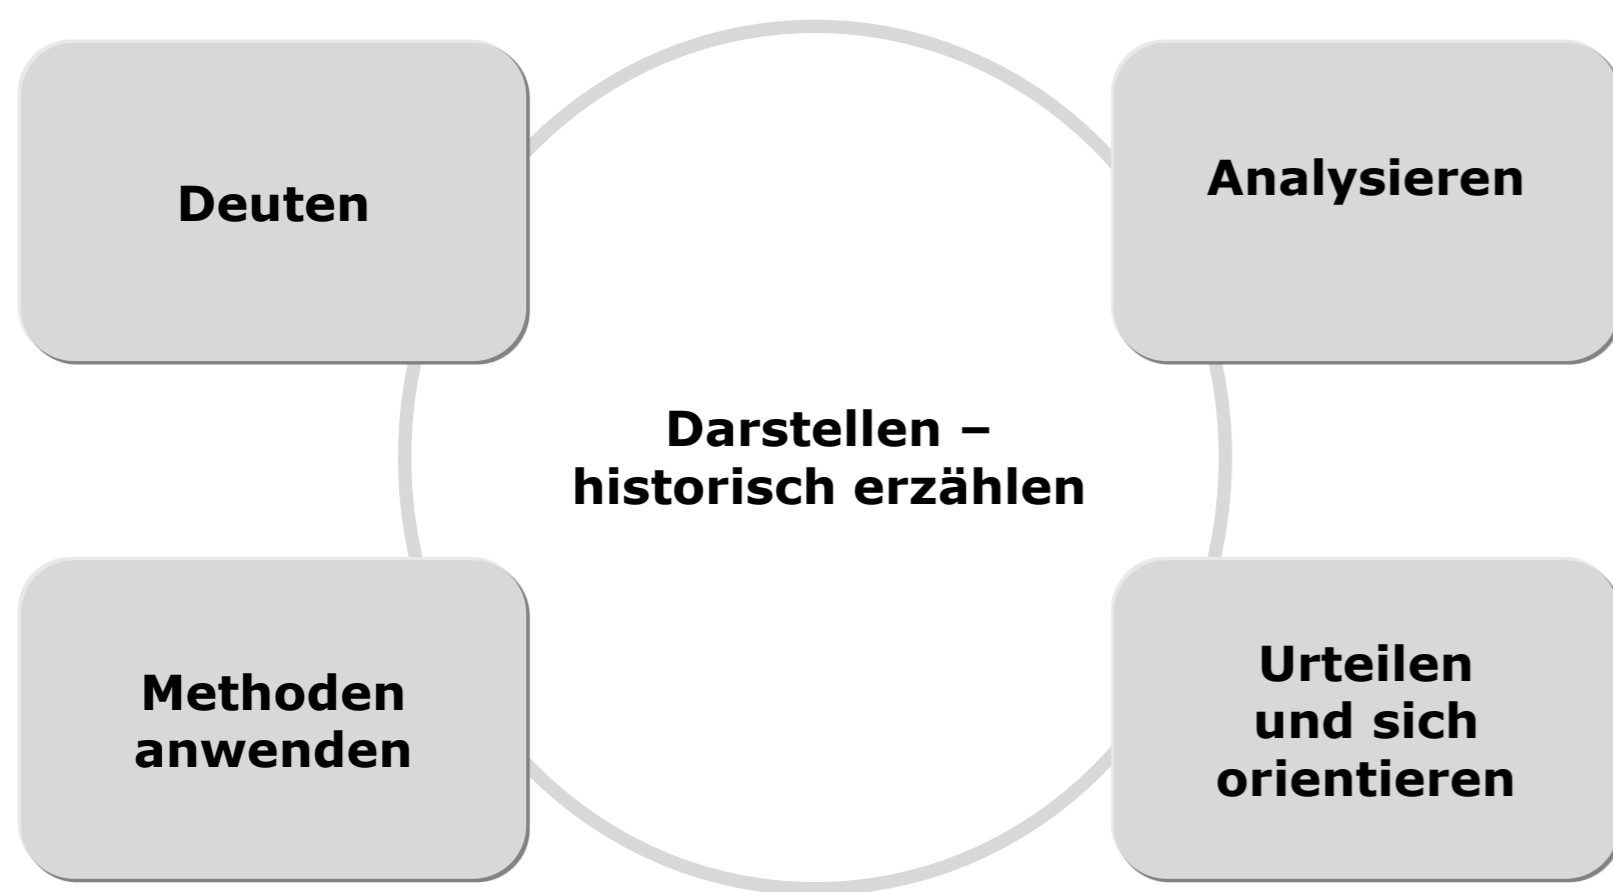 Deuten
Analysieren
Darstellen –
historisch erzählen
Methoden
anwenden
Urteilen
und sich
orientieren